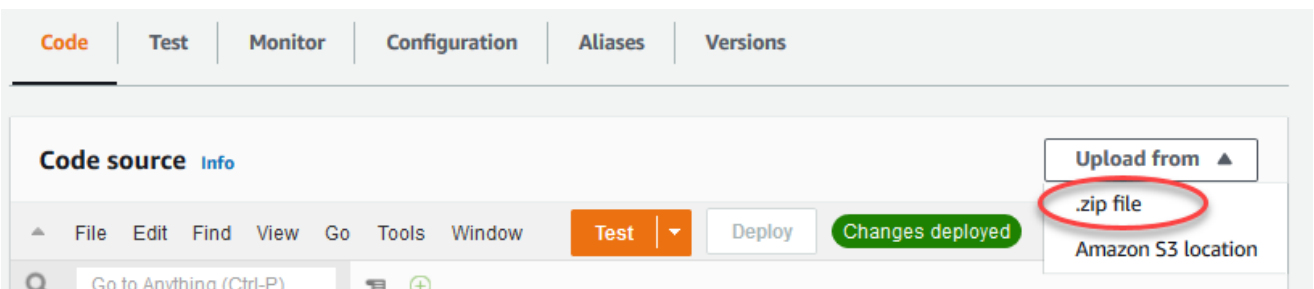 Code Test Monitor Configuration Aliases Versions
Code source Info
Upload from
.zip file
File Edit Find View Go Tools Window Test Deploy Changes deployed
Amazon S3 location
Go to Anything (Ctrl-P)